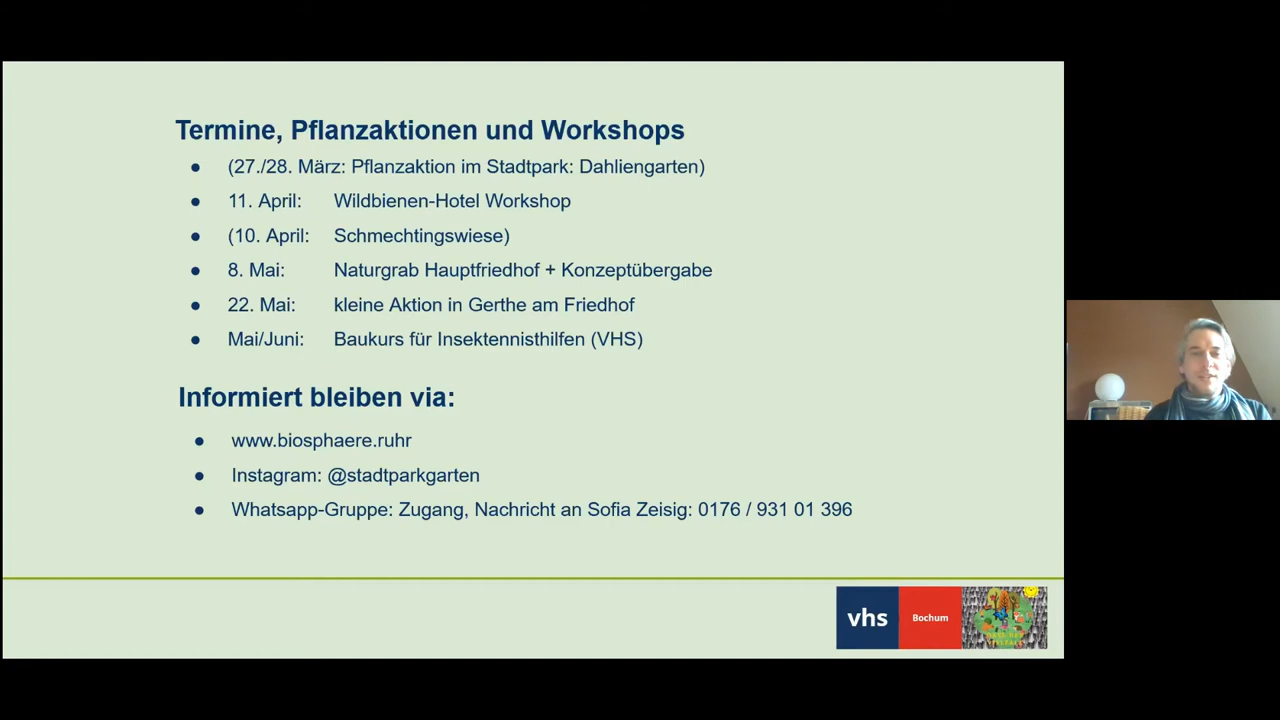 Termine, Pflanzaktionen und Workshops
● (27./28. März: Pflanzaktion im Stadtpark: Dahliengarten)
● 11. April: Wildbienen-Hotel Workshop
● (10. April: Schmechtingswiese)
● 8. Mai: Naturgrab Hauptfriedhof + Konzeptübergabe
● 22. Mai: kleine Aktion in Gerthe am Friedhof
● Mai/Juni: Baukurs für Insektennisthilfen (VHS)
Informiert bleiben via:
● www.biosphaere.ruhr
● Instagram: @stadtparkgarten
● Whatsapp-Gruppe: Zugang, Nachricht an Sofia Zeisig: 0176 / 931 01 396
vhs Bochum